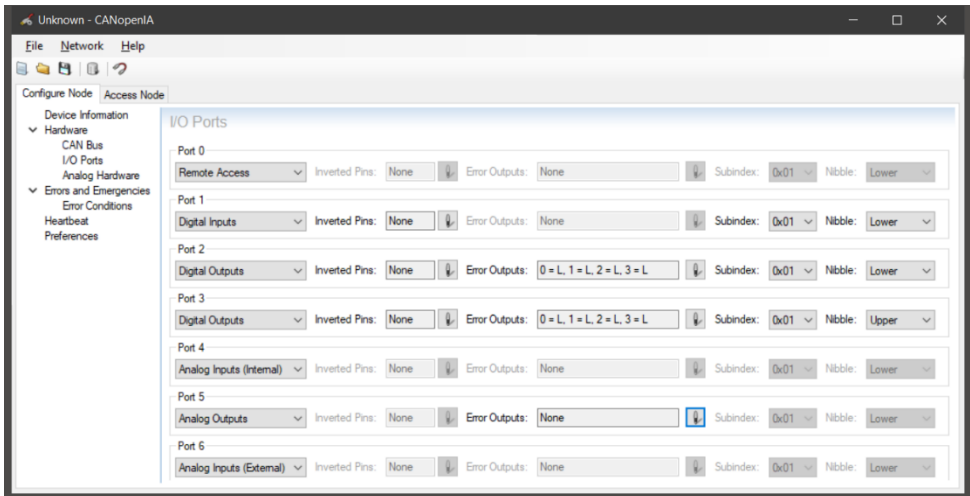 Unknown - CANopenIA
File Network Help
Configure Node Access Node
Device Information
Hardware
CAN Bus
I/O Ports
Analog Hardware
Errors and Emergencies
Error Conditions
Heartbeat
Preferences
I/O Ports
Port 0
Remote Access Inverted Pins: None Error Outputs: None Subindex: 0x01 Nibble: Lower
Port 1
Digital Inputs Inverted Pins: None Error Outputs: None Subindex: 0x01 Nibble: Lower
Port 2
Digital Outputs Inverted Pins: None Error Outputs: 0 = L, 1 = L, 2 = L, 3 = L Subindex: 0x01 Nibble: Lower
Port 3
Digital Outputs Inverted Pins: None Error Outputs: 0 = L, 1 = L, 2 = L, 3 = L Subindex: 0x01 Nibble: Upper
Port 4
Analog Inputs (Internal) Inverted Pins: None Error Outputs: None Subindex: 0x01 Nibble: Lower
Port 5
Analog Outputs Inverted Pins: None Error Outputs: None Subindex: 0x01 Nibble: Lower
Port 6
Analog Inputs (External) Inverted Pins: None Error Outputs: None Subindex: 0x01 Nibble: Lower